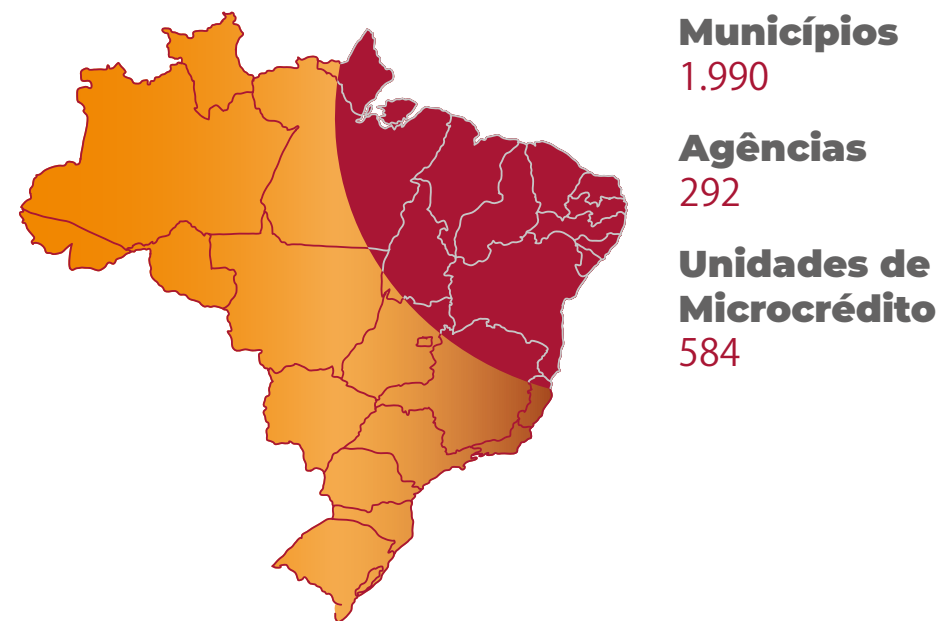 Municípios
1.990
Agências
292
Unidades de
Microcrédito
584